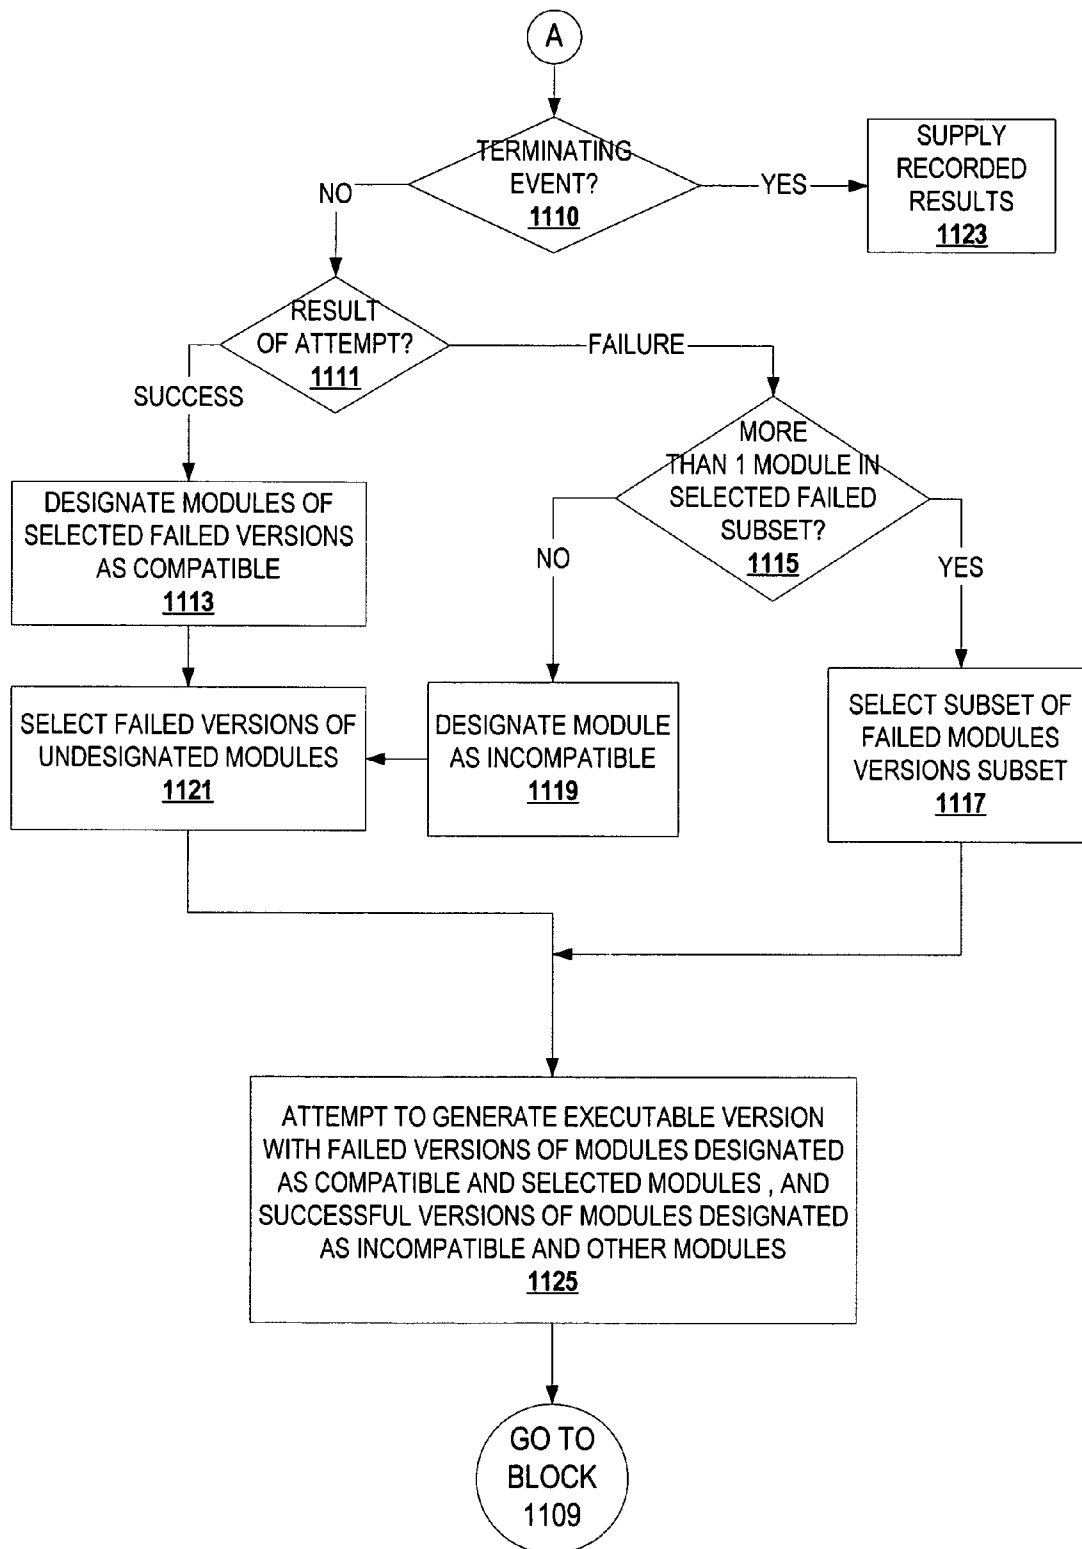 A
TERMINATING
EVENT?
1110
YES
SUPPLY
RECORDED
RESULTS
1123
NO
RESULT
OF ATTEMPT?
1111
FAILURE
SUCCESS
MORE
THAN 1 MODULE IN
SELECTED FAILED
SUBSET?
1115
NO
YES
DESIGNATE MODULES OF
SELECTED FAILED VERSIONS
AS COMPATIBLE
1113
SELECT FAILED VERSIONS OF
UNDESIGNATED MODULES
1121
DESIGNATE MODULE
AS INCOMPATIBLE
1119
SELECT SUBSET OF
FAILED MODULES
VERSIONS SUBSET
1117
ATTEMPT TO GENERATE EXECUTABLE VERSION
WITH FAILED VERSIONS OF MODULES DESIGNATED
AS COMPATIBLE AND SELECTED MODULES , AND
SUCCESSFUL VERSIONS OF MODULES DESIGNATED
AS INCOMPATIBLE AND OTHER MODULES
1125
GO TO
BLOCK
1109